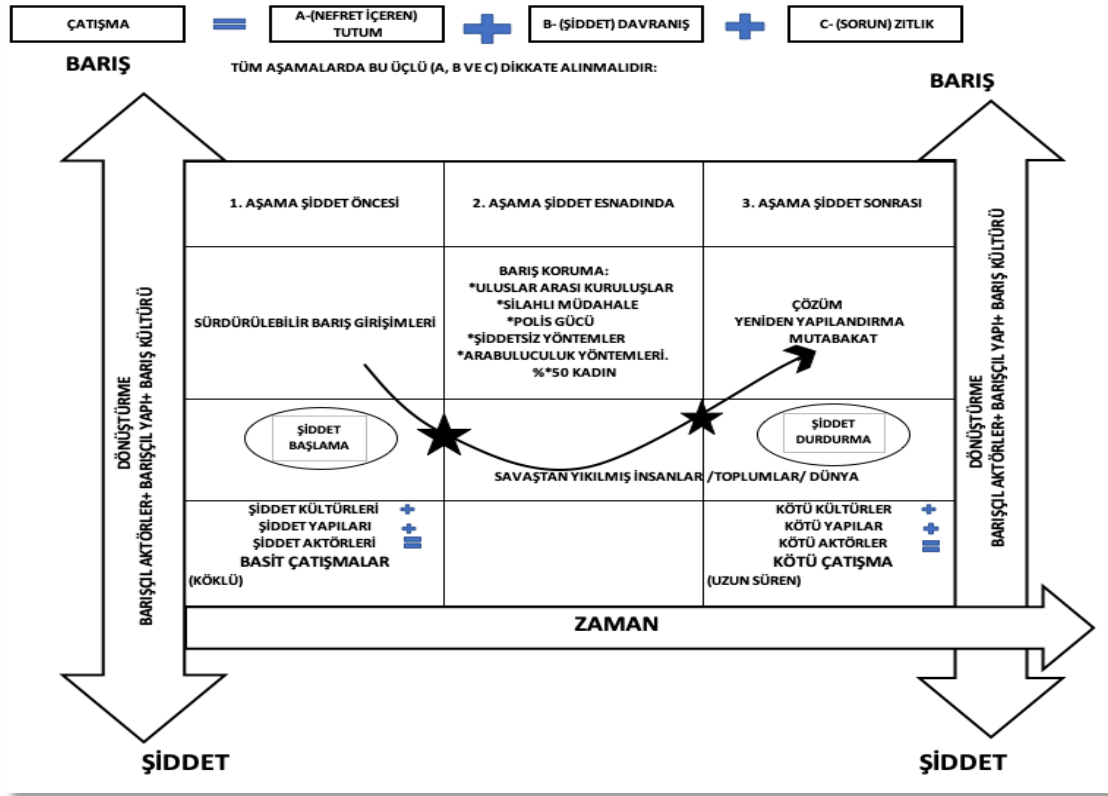 ÇATIŞMA
A-(NEFRET İÇEREN)
TUTUM
B- (ŞİDDET) DAVRANIŞ
C- (SORUN) ZITLIK
BARIŞ
TÜM AŞAMALARDA BU ÜÇLÜ (A, B VE C) DİKKATE ALINMALIDIR:
BARIŞ
DÖNÜŞTÜRME
BARIŞÇIL AKTÖRLER+ BARIŞÇIL YAPI+ BARIŞ KÜLTÜRÜ
1. AŞAMA ŞİDDET ÖNCESİ
2. AŞAMA ŞİDDET ESNADINDA
3. AŞAMA ŞİDDET SONRASI
SÜRDÜRÜLEBİLİR BARIŞ GİRİŞİMLERİ
BARIŞ KORUMA:
*ULUSLAR ARASI KURULUŞLAR
*SİLAHLI MÜDAHALE
*POLİS GÜCÜ
*ŞİDDETSİZ YÖNTEMLER
*ARABULUCULUK YÖNTEMLERİ.
%*50 KADIN
ÇÖZÜM
YENİDEN YAPILANDIRMA
MUTABAKAT
ŞİDDET
BAŞLAMA
ŞİDDET
DURDURMA
SAVAŞTAN YIKILMIŞ İNSANLAR /TOPLUMLAR/ DÜNYA
ŞİDDET KÜLTÜRLERİ
ŞİDDET YAPILARI
ŞİDDET AKTÖRLERİ
BASİT ÇATIŞMALAR
(KÖKLÜ)
KÖTÜ KÜLTÜRLER
KÖTÜ YAPILAR
KÖTÜ AKTÖRLER
KÖTÜ ÇATIŞMA
(UZUN SÜREN)
DÖNÜŞTÜRME
BARIŞÇIL AKTÖRLER+ BARIŞÇIL YAPI+ BARIŞ KÜLTÜRÜ
ZAMAN
ŞİDDET
ŞİDDET